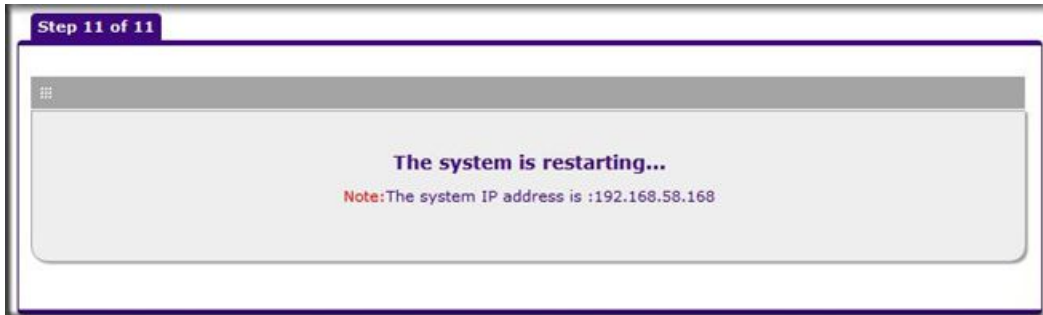 Step 11 of 11
The system is restarting...
Note:The system IP address is :192.168.58.168